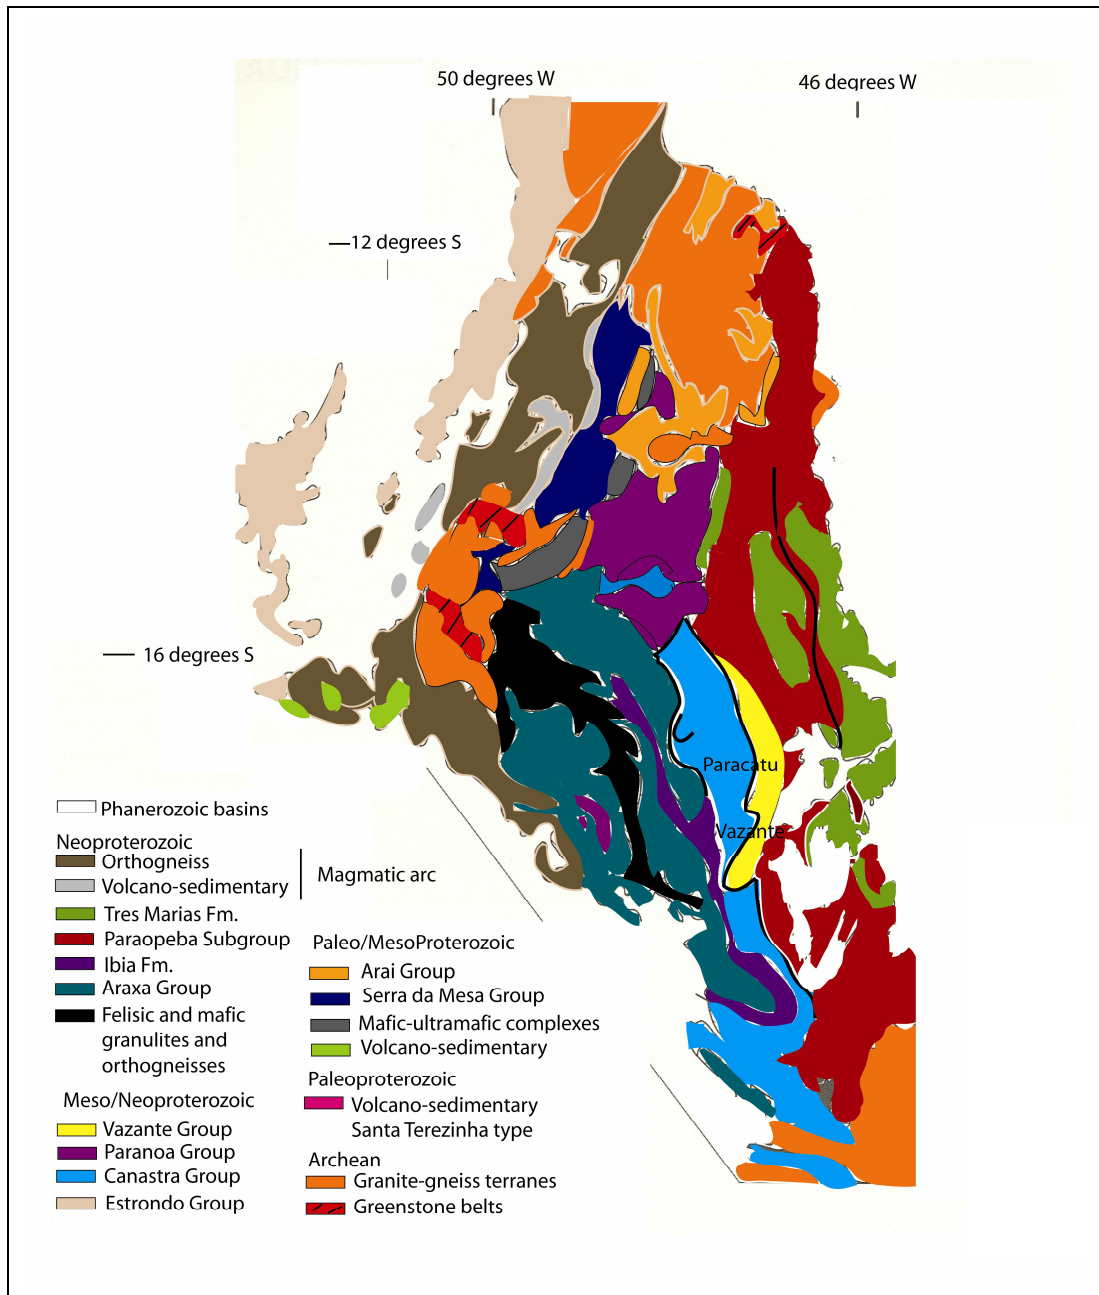 50 degrees W
46 degrees W
12 degrees S
16 degrees S
Paracatu
Vazante
Phanerozoic basins
Neoproterozoic
Orthogneiss
Volcano-sedimentary
Magmatic arc
Tres Marias Fm.
Paraopeba Subgroup
Ibia Fm.
Araxa Group
Felisic and mafic
granulites and
orthogneisses
Meso/Neoproterozoic
Vazante Group
Paranoa Group
Canastra Group
Estrondo Group
Paleo/MesoProterozoic
Arai Group
Serra da Mesa Group
Mafic-ultramafic complexes
Volcano-sedimentary
Paleoproterozoic
Volcano-sedimentary
Santa Terezinha type
Archean
Granite-gneiss terranes
Greenstone belts